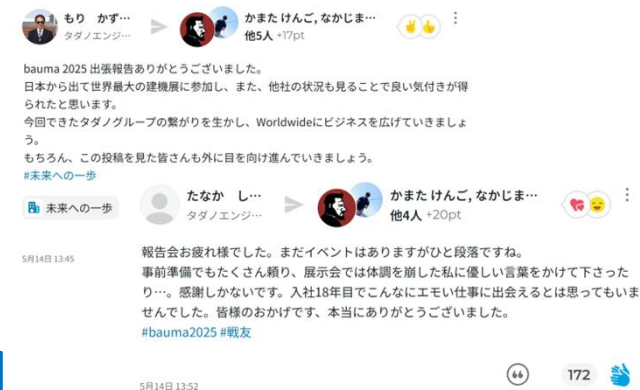 もり　かず…
タダノエンジ…
かまた けんご, なかじま…
他5人 +17pt
bauma 2025 出張報告ありがとうございました。
日本から出て世界最大の建機展に参加し、また、他社の状況も見ることで良い気付きが得
られたと思います。
今回できたタダノグループの繋がりを生かし、Worldwideにビジネスを広げていきましょ
う。
もちろん、この投稿を見た皆さんも外に目を向け進んでいきましょう。
#未来への一歩
未来への一歩
5月14日 13:45
たなか　し…
タダノエンジ…
かまた けんご, なかじま…
他4人 +20pt
報告会お疲れ様でした。まだイベントはありますがひと段落ですね。
事前準備でもたくさん頼り、展示会では体調を崩した私に優しい言葉をかけて下さった
り…。感謝しかないです。入社18年目でこんなにエモい仕事に出会えるとは思ってもいま
せんでした。皆様のおかげです、本当にありがとうございました。
#bauma2025 #戦友
172
5月14日 13:52